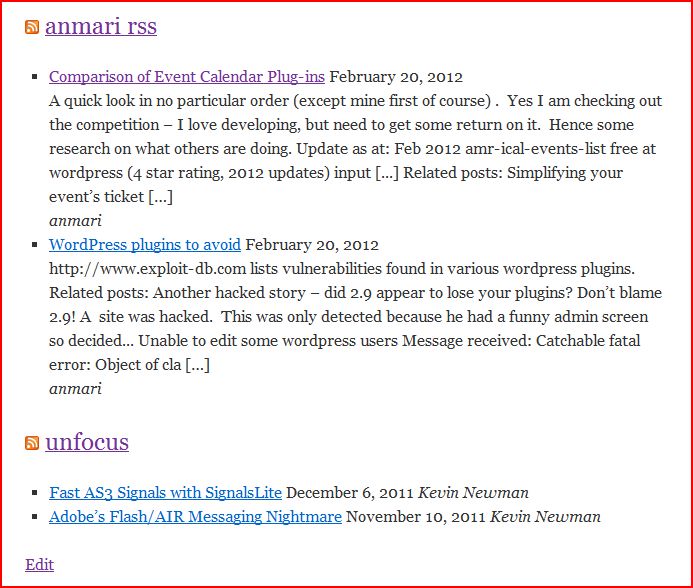 anmari rss
Comparison of Event Calendar Plug-ins February 20, 2012
A quick look in no particular order (except mine first of course) .  Yes I am checking out
the competition – I love developing, but need to get some return on it.  Hence some
research on what others are doing. Update as at: Feb 2012 amr-ical-events-list free at
wordpress (4 star rating, 2012 updates) input [...] Related posts: Simplifying your
event’s ticket [...]
anmari
WordPress plugins to avoid February 20, 2012
http://www.exploit-db.com lists vulnerabilities found in various wordpress plugins.
Related posts: Another hacked story – did 2.9 appear to lose your plugins? Don’t blame
2.9! A  site was hacked.  This was only detected because he had a funny admin screen
so decided... Unable to edit some wordpress users Message received: Catchable fatal
error: Object of cla [...]
anmari
unfocus
Fast AS3 Signals with SignalsLite December 6, 2011 Kevin Newman
Adobe’s Flash/AIR Messaging Nightmare November 10, 2011 Kevin Newman
Edit